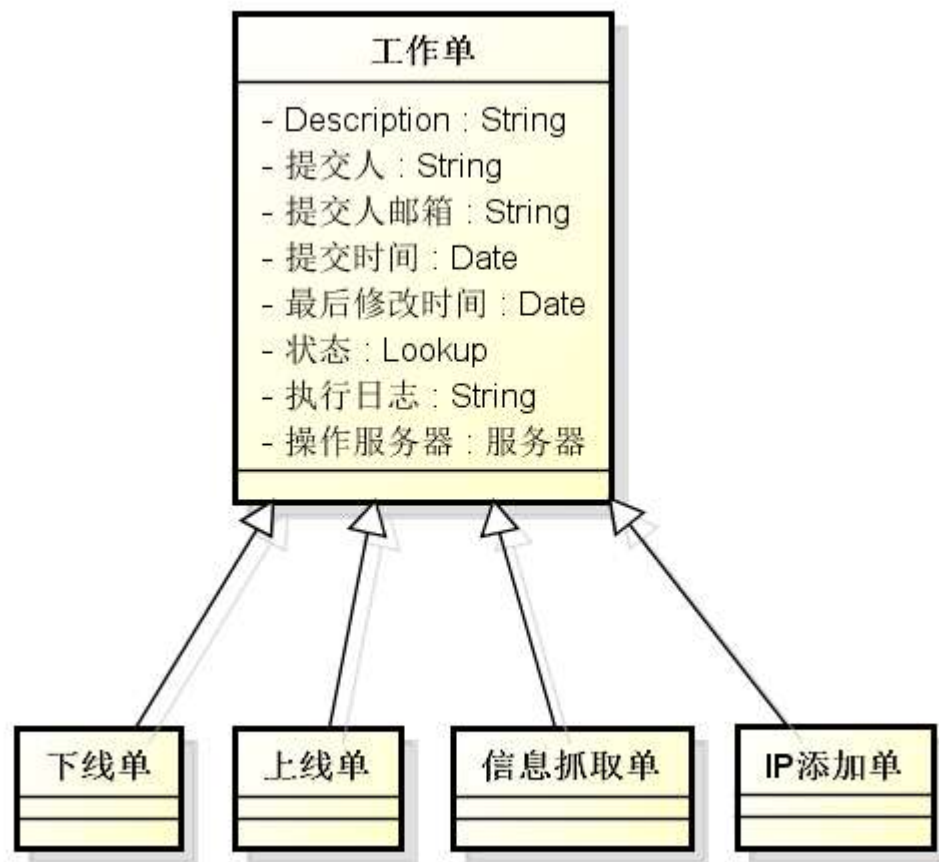 工作单
- Description : String
- 提交人 : String
- 提交人邮箱 : String
- 提交时间 : Date
- 最后修改时间 : Date
- 状态 : Lookup
- 执行日志 : String
- 操作服务器 : 服务器
下线单
上线单
信息抓取单
IP添加单